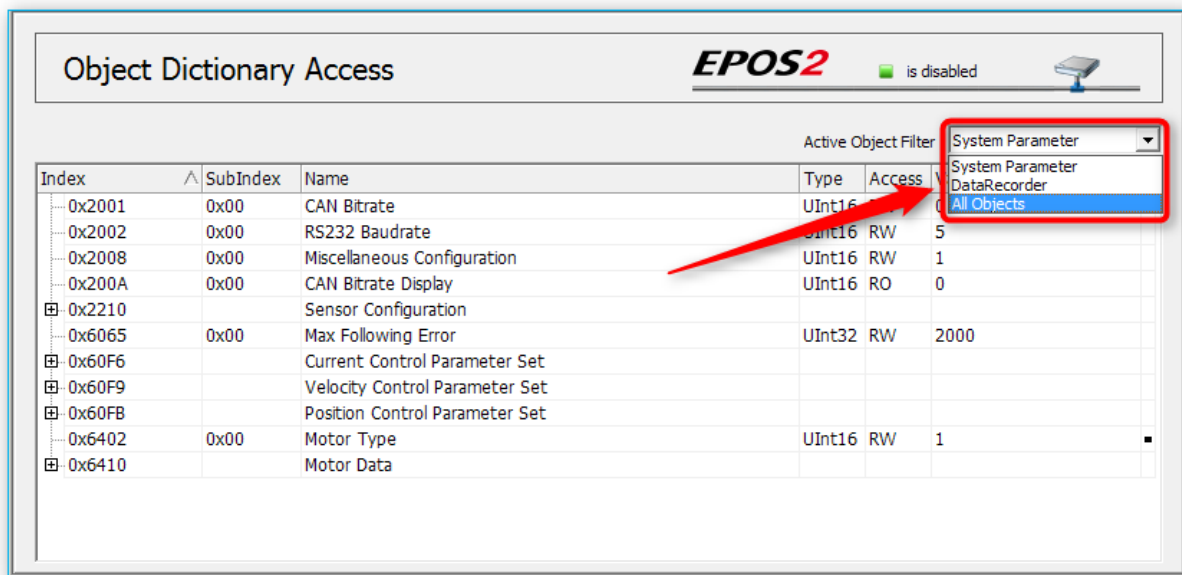 Object Dictionary Access
EPOS2
is disabled
Active Object Filter System Parameter
System Parameter
DataRecorder
All Objects
Index SubIndex Name Type Access
0x2001 0x00 CAN Bitrate UInt16
0x2002 0x00 RS232 Baudrate UInt16 RW 5
0x2008 0x00 Miscellaneous Configuration UInt16 RW 1
0x200A 0x00 CAN Bitrate Display UInt16 RO 0
0x2210 Sensor Configuration
0x6065 0x00 Max Following Error UInt32 RW 2000
0x60F6 Current Control Parameter Set
0x60F9 Velocity Control Parameter Set
0x60FB Position Control Parameter Set
0x6402 0x00 Motor Type UInt16 RW 1
0x6410 Motor Data